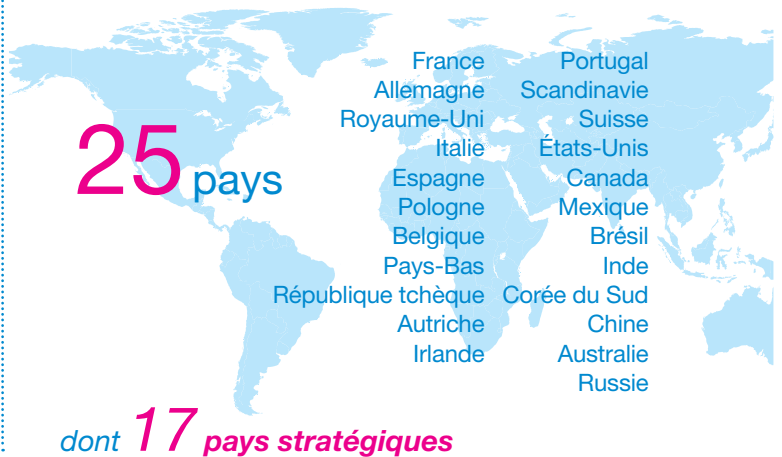 25 pays
France
Allemagne
Royaume-Uni
Italie
Espagne
Pologne
Belgique
Pays-Bas
République tchèque
Autriche
Irlande
Portugal
Scandinavie
Suisse
États-Unis
Canada
Mexique
Brésil
Inde
Corée du Sud
Chine
Australie
Russie
dont 17 pays stratégiques